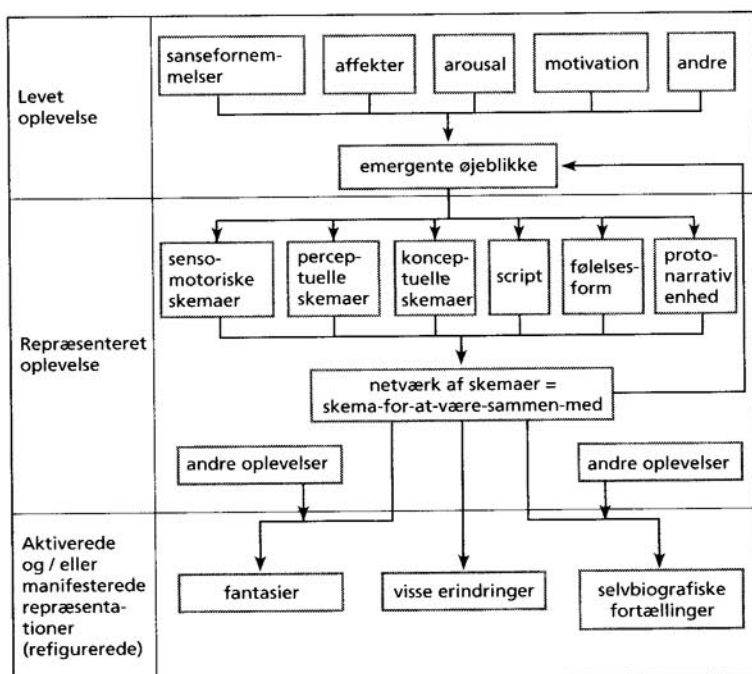 Levet
oplevelse
sansefornem-
mmelser
affekter
arousal
motivation
andre
emergente øjeblikke
Repræsenteret
oplevelse
senso-
motoriske
skemaer
percep-
tuelle
skemaer
koncep-
tuelle
skemaer
script
følelses-
form
proto-
narrativ
enhed
netværk af skemaer =
skema-for-at-være-sammen-med
andre oplevelser
andre oplevelser
Aktiverede
og / eller
manifesterede
repræsenta-
tioner
(refigurerede)
fantasier
visse erindringer
selvbiografiske
fortællinger